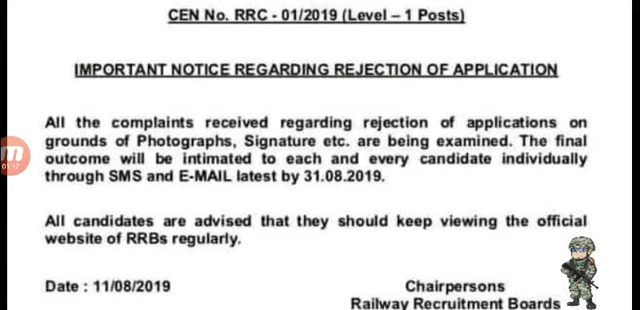 CEN No. RRC - 01/2019 (Level – 1 Posts)
IMPORTANT NOTICE REGARDING REJECTION OF APPLICATION
All the complaints received regarding rejection of applications on
grounds of Photographs, Signature etc. are being examined. The final
outcome will be intimated to each and every candidate individually
through SMS and E-MAIL latest by 31.08.2019.
All candidates are advised that they should keep viewing the official
website of RRBs regularly.
Date : 11/08/2019
Chairpersons
Railway Recruitment Boards
m
01:17